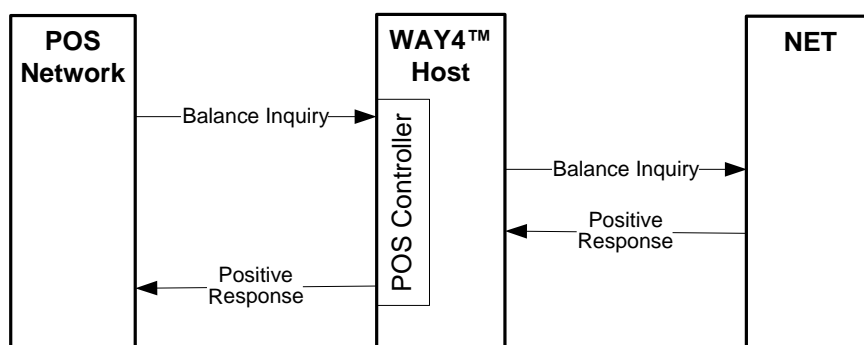 POS
Network
WAY4™
Host
NET
Balance Inquiry
POS Controller
Balance Inquiry
Positive
Response
Positive
Response